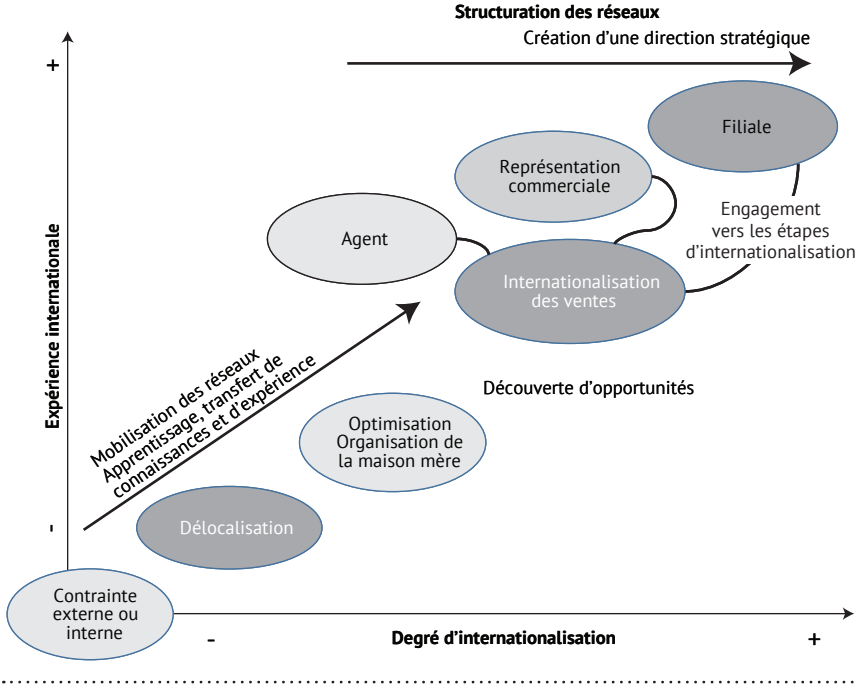 Structuration des réseaux
Création d’une direction stratégique
+
Filiale
Représentation
commerciale
Engagement
vers les étapes
d’internationalisation
Agent
Internationalisation
des ventes
Expérience internationale
Mobilisation des réseaux
Apprentissage, transfert de
connaissances et d’expérience
Découverte d’opportunités
Optimisation
Organisation de
la maison mère
-
Délocalisation
Contrainte
externe ou
interne
-
Degré d’internationalisation
+